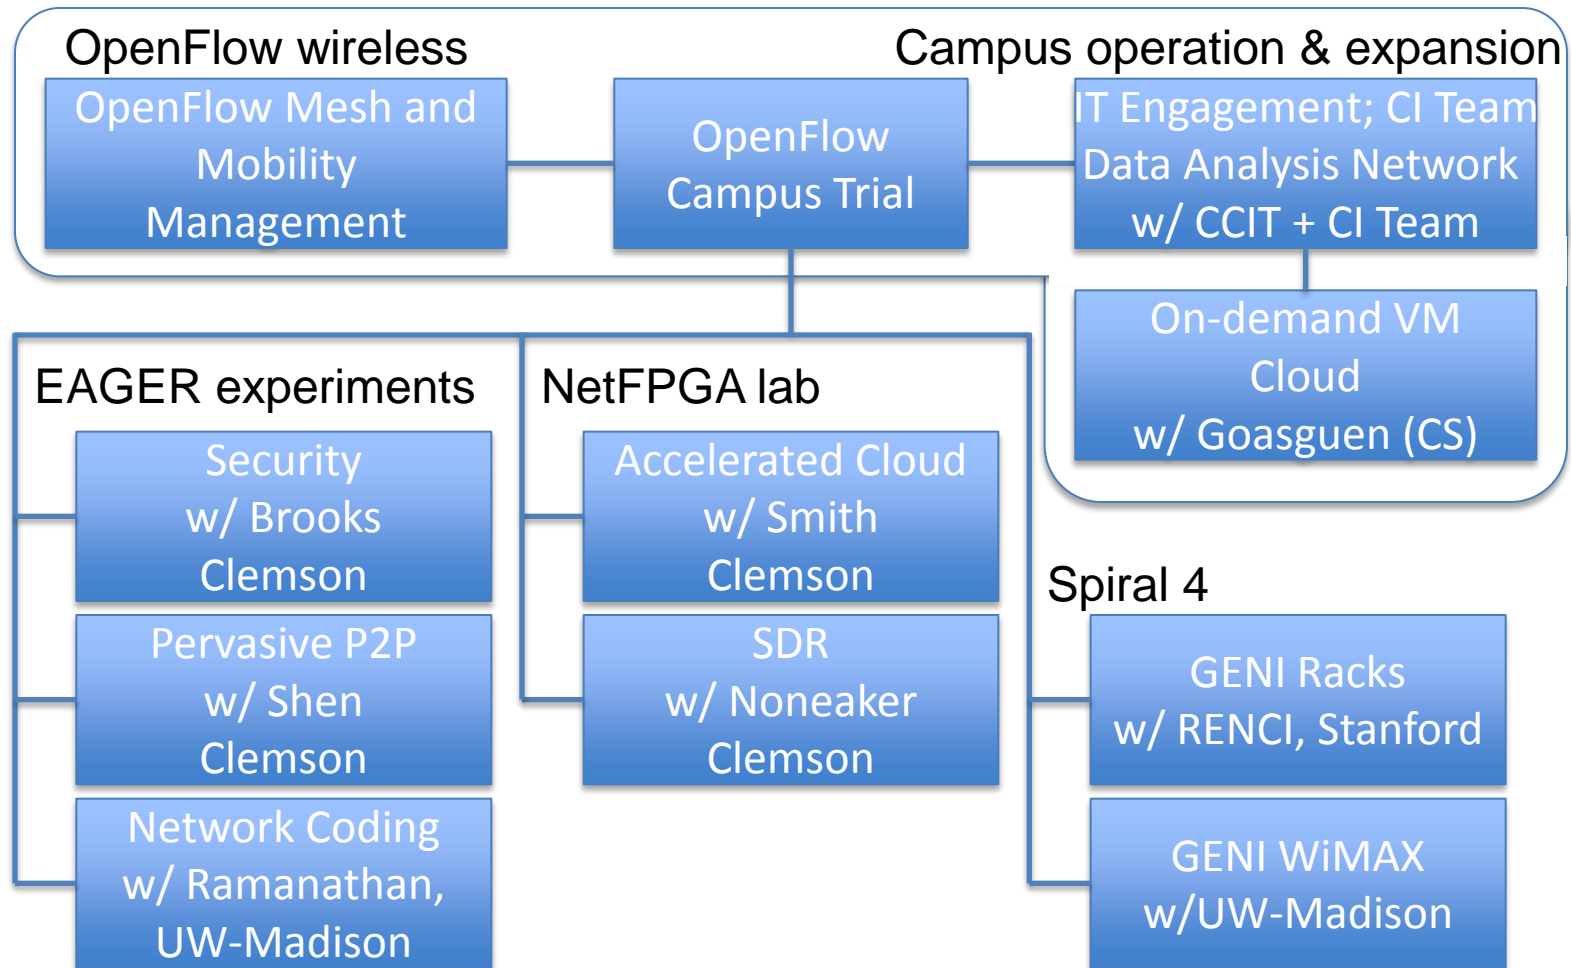 OpenFlow wireless
Campus operation & expansion
OpenFlow Mesh and
Mobility
Management
OpenFlow
Campus Trial
IT Engagement; CI Team
Data Analysis Network
w/ CCIT + CI Team
On-demand VM
Cloud
w/ Goasguen (CS)
EAGER experiments
Security
w/ Brooks
Clemson
Pervasive P2P
w/ Shen
Clemson
Network Coding
w/ Ramanathan,
UW-Madison
NetFPGA lab
Accelerated Cloud
w/ Smith
Clemson
SDR
w/ Noneaker
Clemson
Spiral 4
GENI Racks
w/ RENCI, Stanford
GENI WiMAX
w/UW-Madison